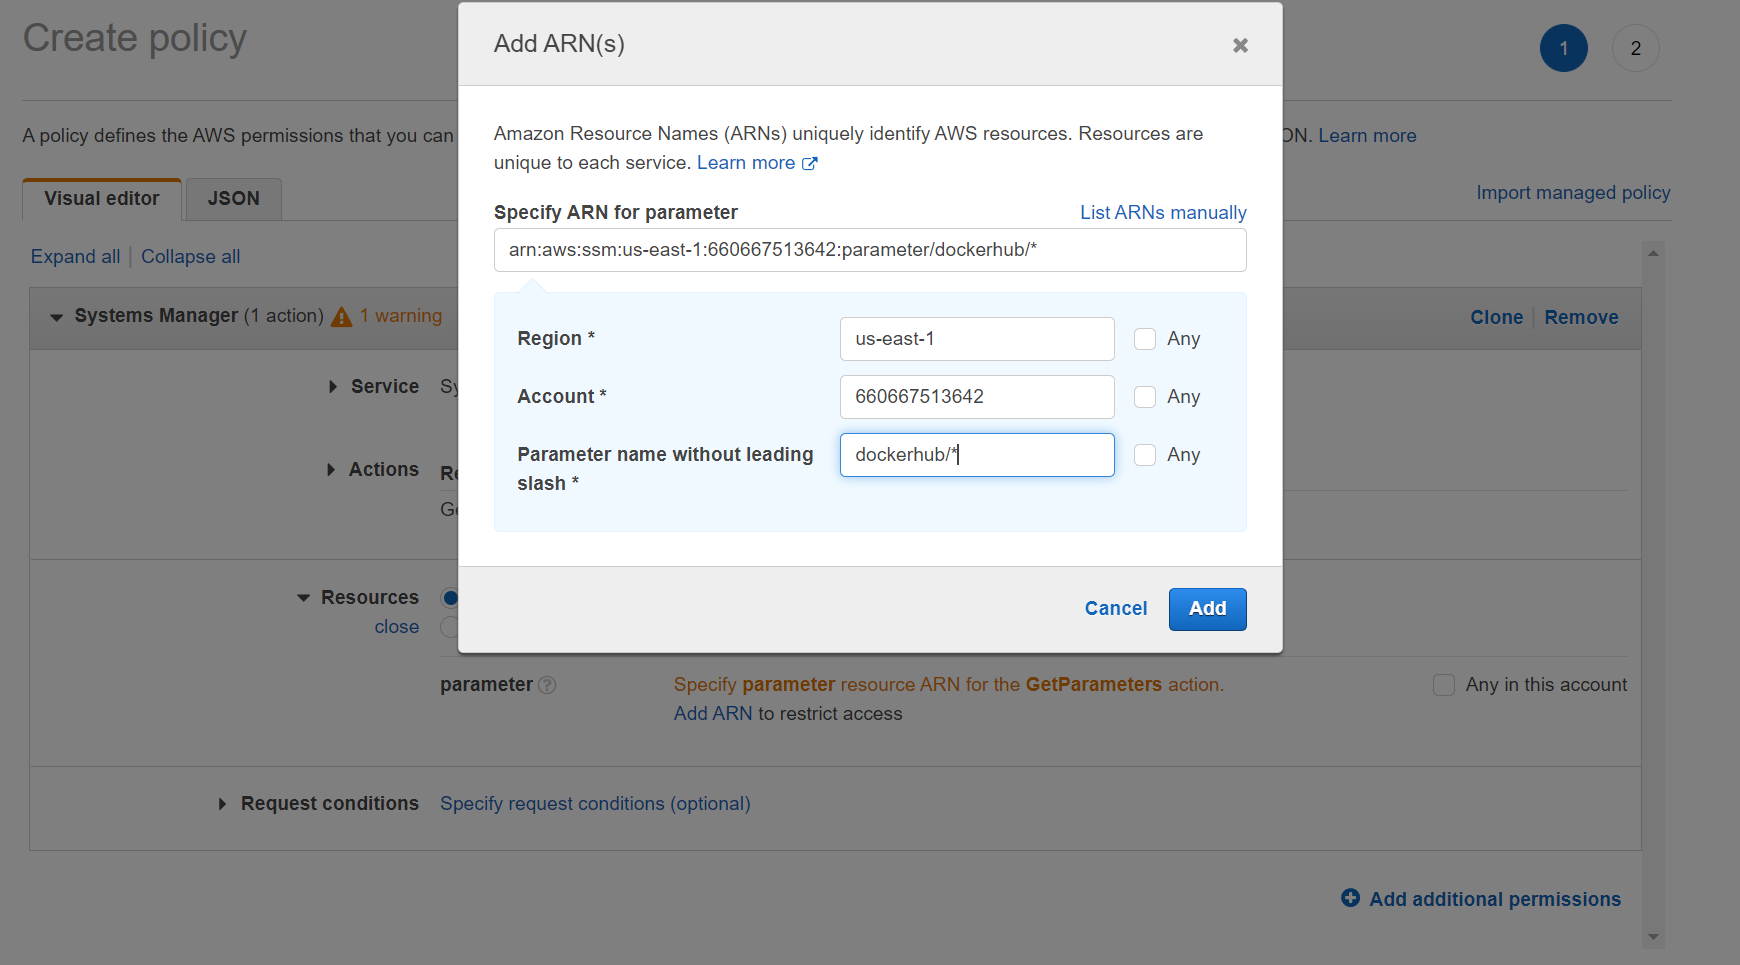 Create policy
1
2
A policy defines the AWS permissions that you can
ON. Learn more
Visual editor
JSON
Import managed policy
Expand all
Collapse all
Systems Manager (1 action)
1 warning
Clone
Remove
Service
Sy
Actions
Re
Ge
Resources
close
parameter ?
Specify parameter resource ARN for the GetParameters action.
Add ARN to restrict access
Any in this account
Request conditions
Specify request conditions (optional)
Add additional permissions
Add ARN(s)
Amazon Resource Names (ARNs) uniquely identify AWS resources. Resources are
unique to each service. Learn more
Specify ARN for parameter
List ARNs manually
arn:aws:ssm:us-east-1:660667513642:parameter/dockerhub/*
Region *
us-east-1
Any
Account *
660667513642
Any
Parameter name without leading
slash *
dockerhub/*
Any
Cancel
Add